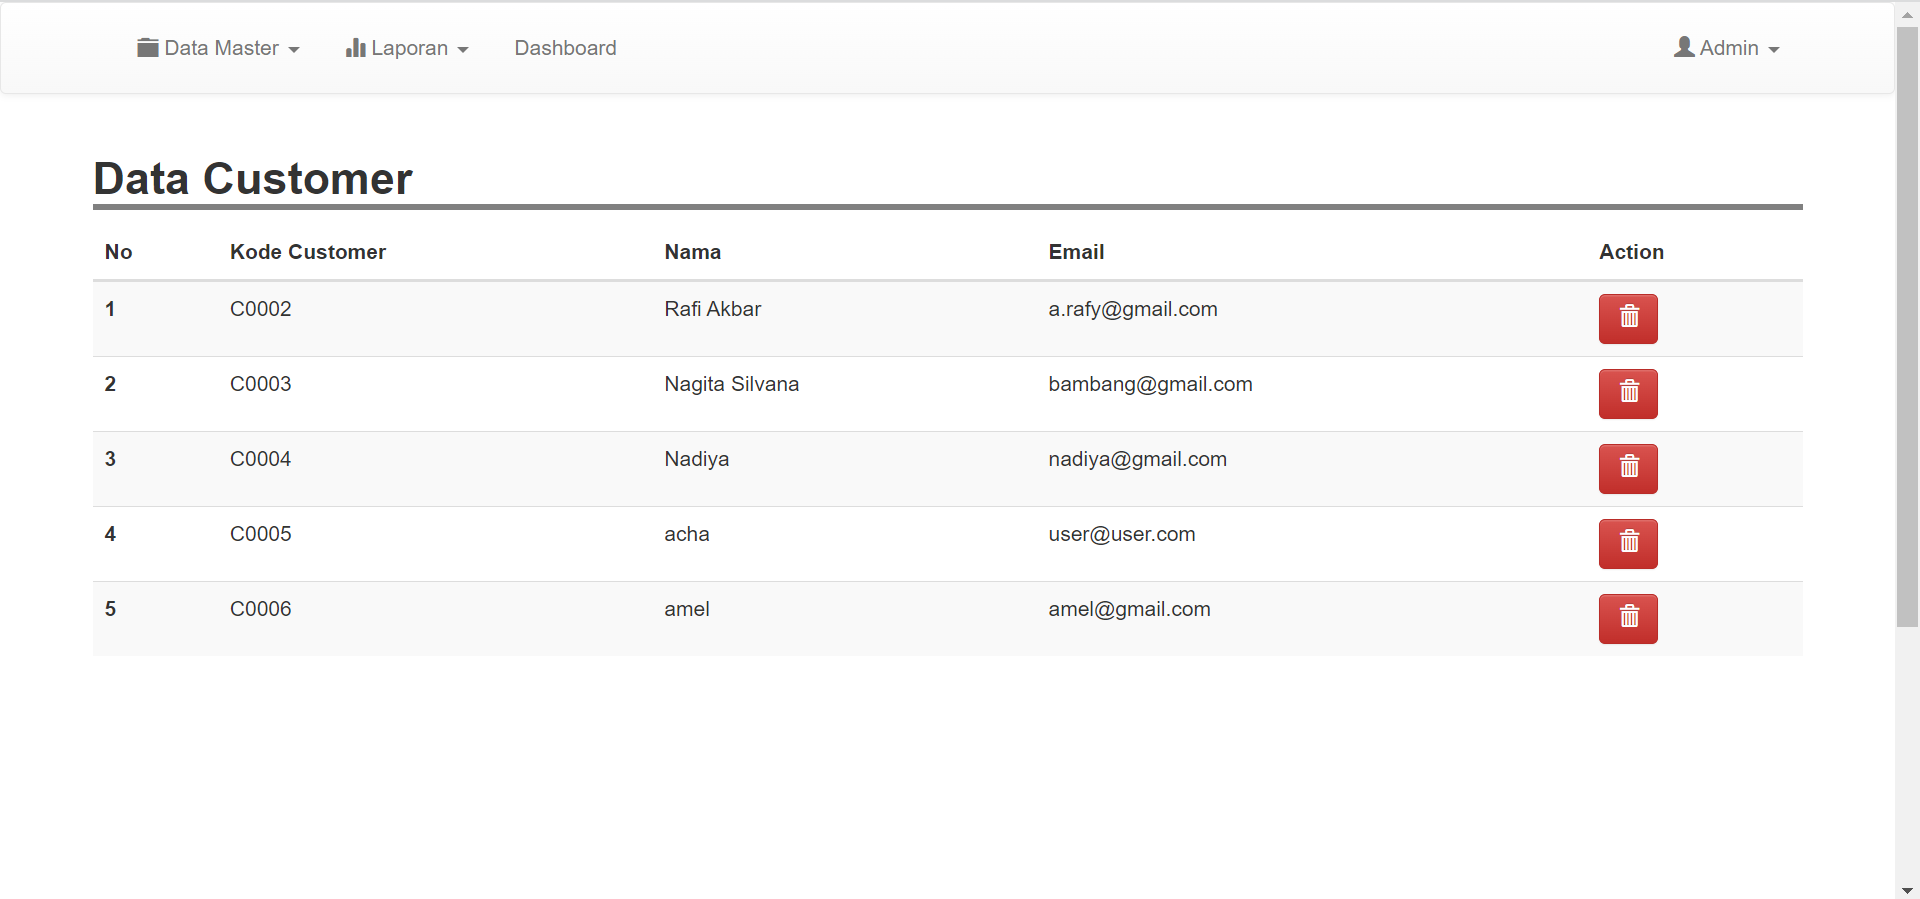 Data Master Laporan Dashboard Admin
Data Customer
No Kode Customer Nama Email Action
1 C0002 Rafi Akbar a.rafy@gmail.com
2 C0003 Nagita Silvana bambang@gmail.com
3 C0004 Nadiya nadiya@gmail.com
4 C0005 acha user@user.com
5 C0006 amel amel@gmail.com